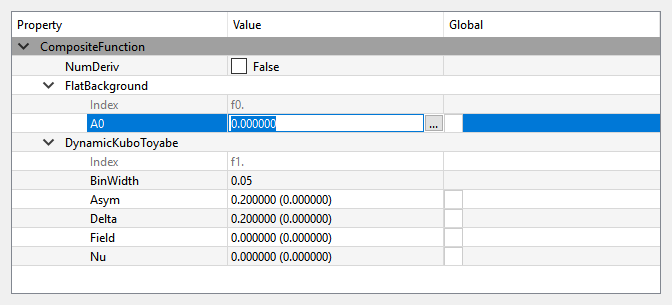 Property Value Global
CompositeFunction
NumDeriv False
FlatBackground
Index f0.
A0 0.000000 ...
DynamicKuboToyabe
Index f1.
BinWidth 0.05
Asym 0.200000 (0.000000)
Delta 0.200000 (0.000000)
Field 0.000000 (0.000000)
Nu 0.000000 (0.000000)